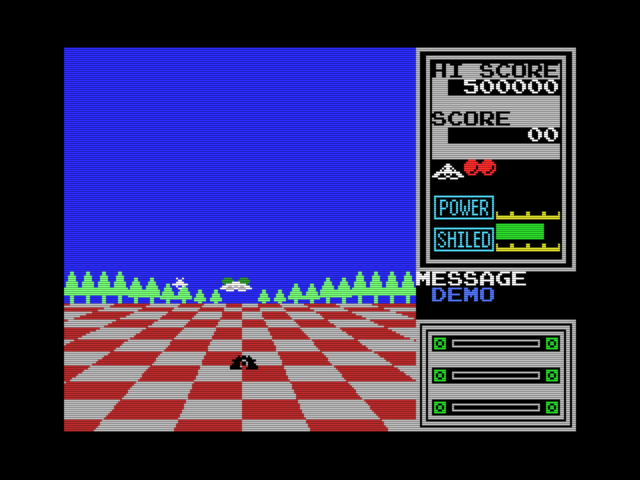 HI SCORE
500000
SCORE
00
POWER
SHILED
MESSAGE
DEMO